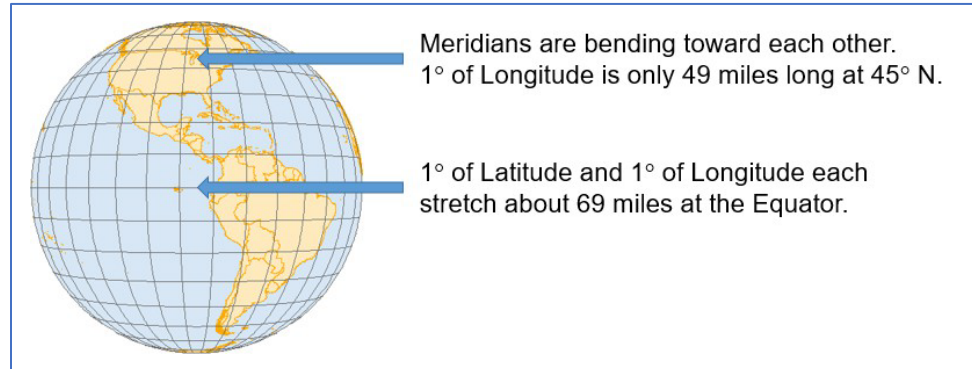 Meridians are bending toward each other.
1° of Longitude is only 49 miles long at 45° N.
1° of Latitude and 1° of Longitude each
stretch about 69 miles at the Equator.